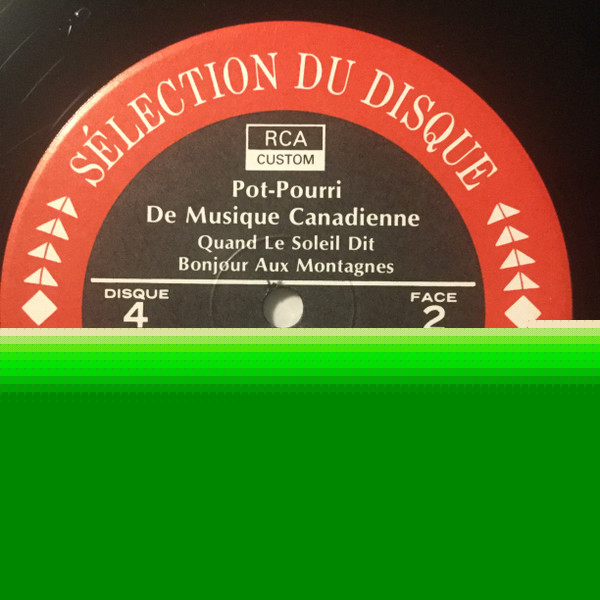 SÉLECTION DU DISQUE
RCA
CUSTOM
Pot-Pourri
De Musique Canadienne
Quand Le Soleil Dit
Bonjour Aux Montagnes
DISQUE FACE
4 2